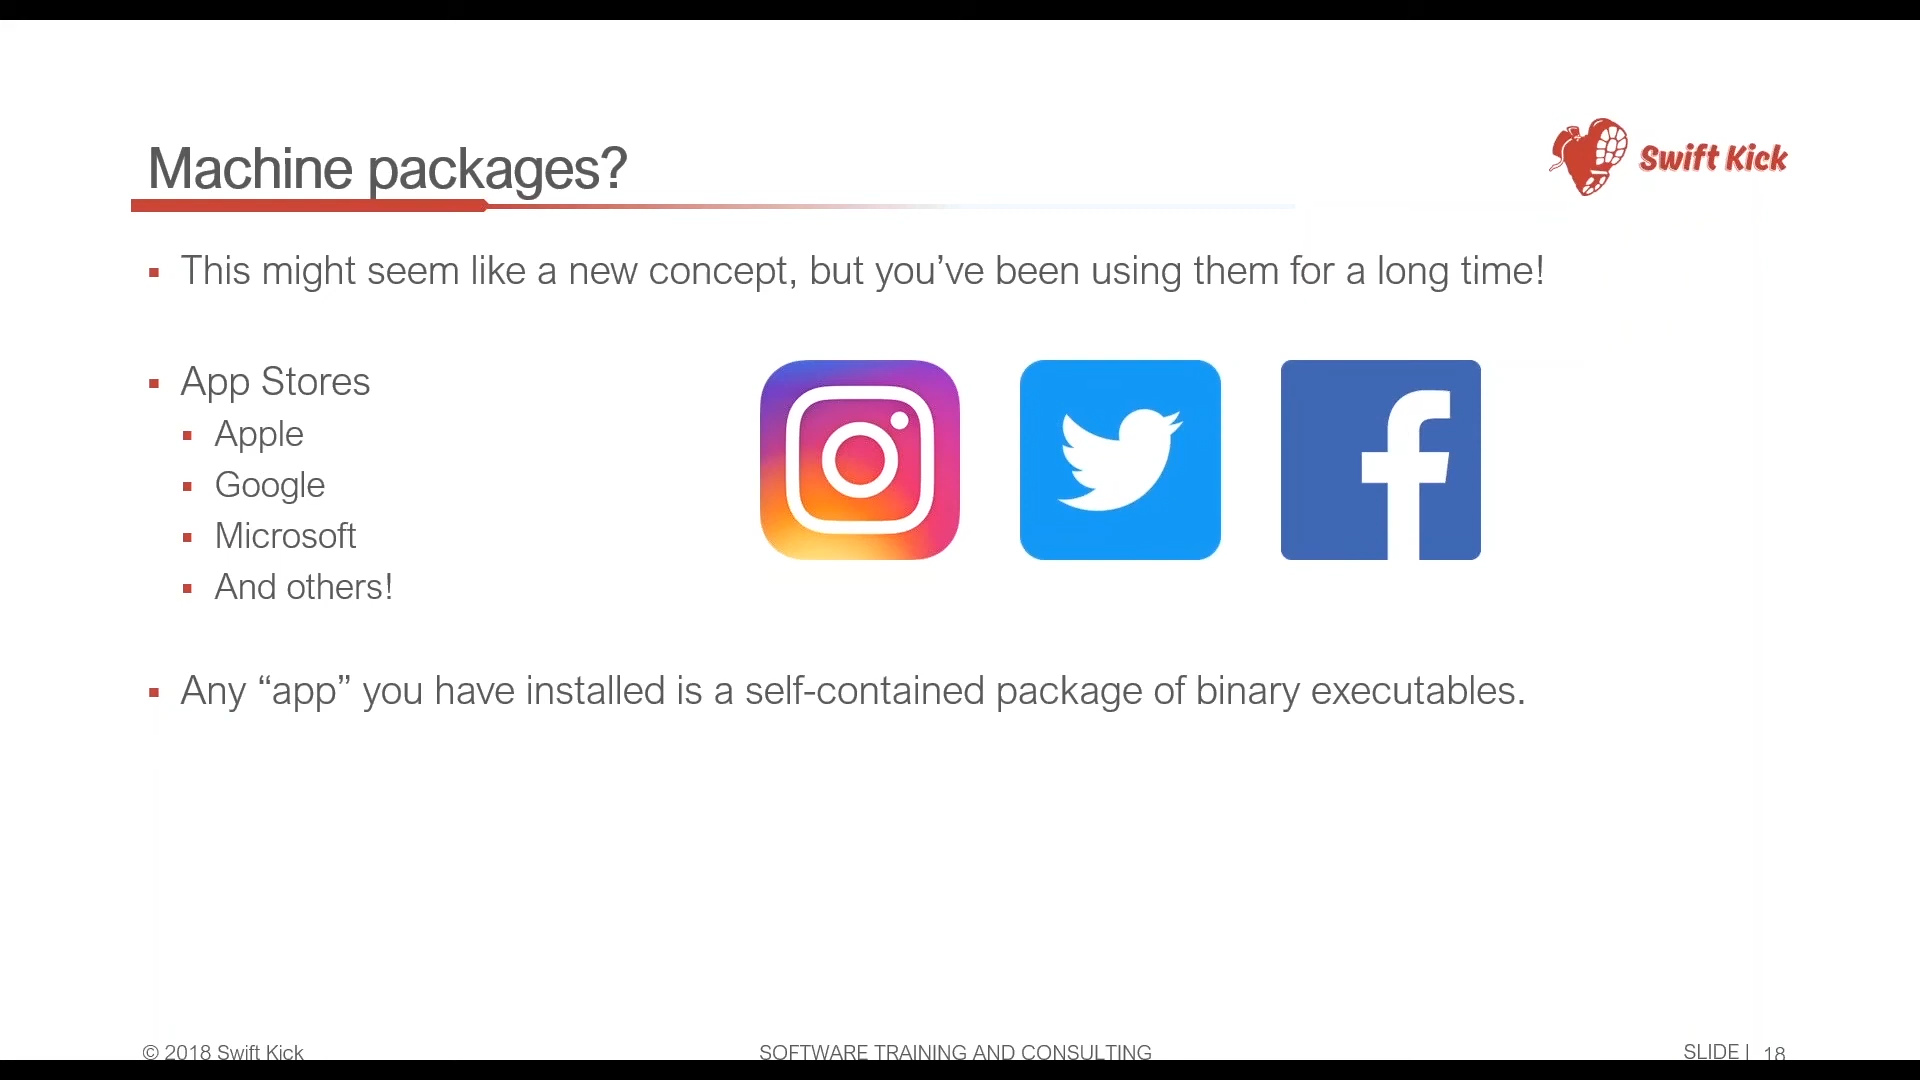 Machine packages?
Swift Kick
This might seem like a new concept, but you’ve been using them for a long time!
App Stores
Apple
Google
Microsoft
And others!
Any “app” you have installed is a self-contained package of binary executables.
© 2018 Swift Kick
SOFTWARE TRAINING AND CONSULTING
SLIDE | 18